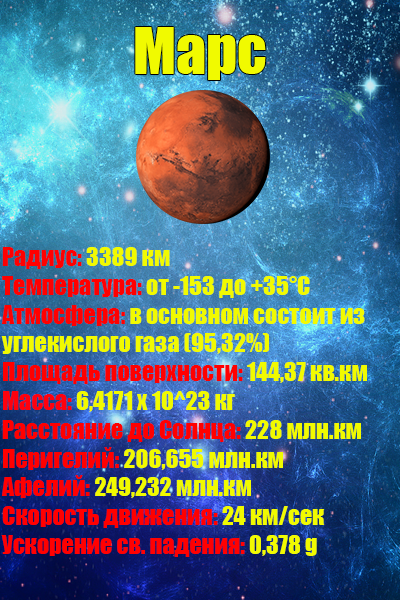 Марс
Радиус: 3389 км
Температура: от -153 до +35°C
Атмосфера: в основном состоит из
углекислого газа (95,32%)
Площадь поверхности: 144,37 кв.км
Масса: 6,4171 x 10^23 кг
Расстояние до Солнца: 228 млн.км
Перигелий: 206,655 млн.км
Афелий: 249,232 млн.км
Скорость движения: 24 км/сек
Ускорение св. падения: 0,378 g